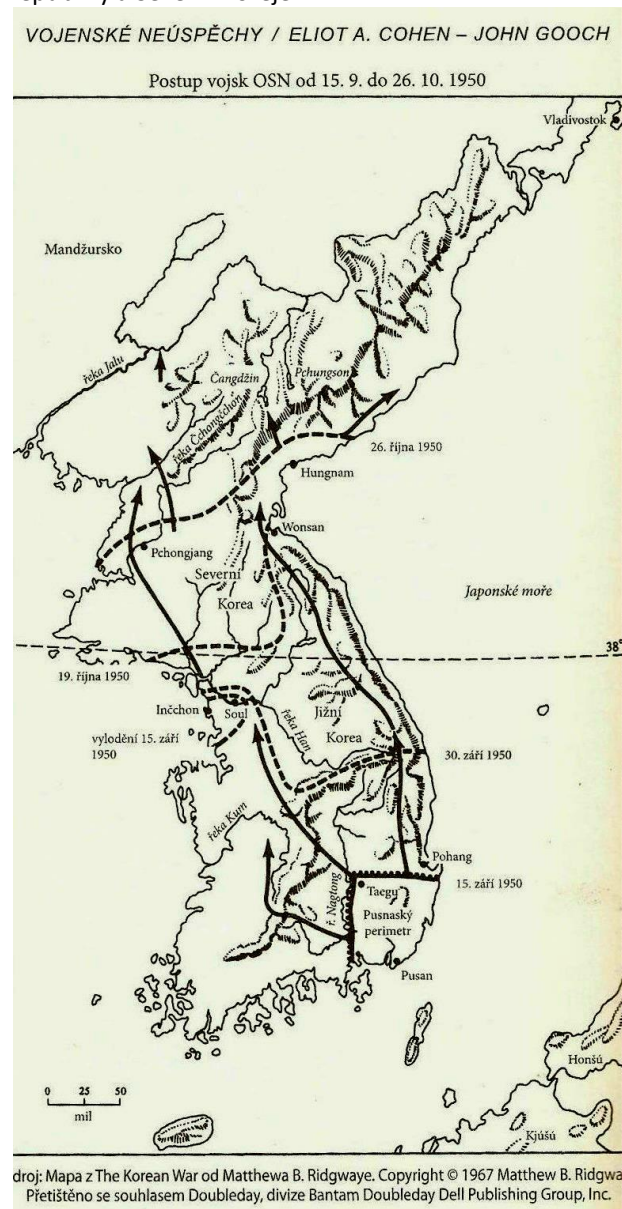 VOJENSKÉ NEÚSPĚCHY / ELIOT A. COHEN – JOHN GOOCH
Postup vojsk OSN od 15. 9. do 26. 10. 1950
Vladivostok
Mandžursko
řeka Jalu
Čangdžin
Pchungson
řeka Čchongčchon
26. října 1950
Hungnam
Wonsan
Pchongjang
Severní
Korea
Japonské moře
38°
19. října 1950
Inčchon
Soul
Jižní
Korea
řeka Han
vylodění 15. září
1950
30. září 1950
řeka Kum
Pohang
15. září 1950
Taegu
ř. Nagtong
Pusnaský
perimetr
Pusan
Honšú
0 25 50
mil
Kjúšú
droj: Mapa z The Korean War od Matthewa B. Ridgwaye. Copyright © 1967 Matthew B. Ridgwa
Přetištěno se souhlasem Doubleday, divize Bantam Doubleday Dell Publishing Group, Inc.